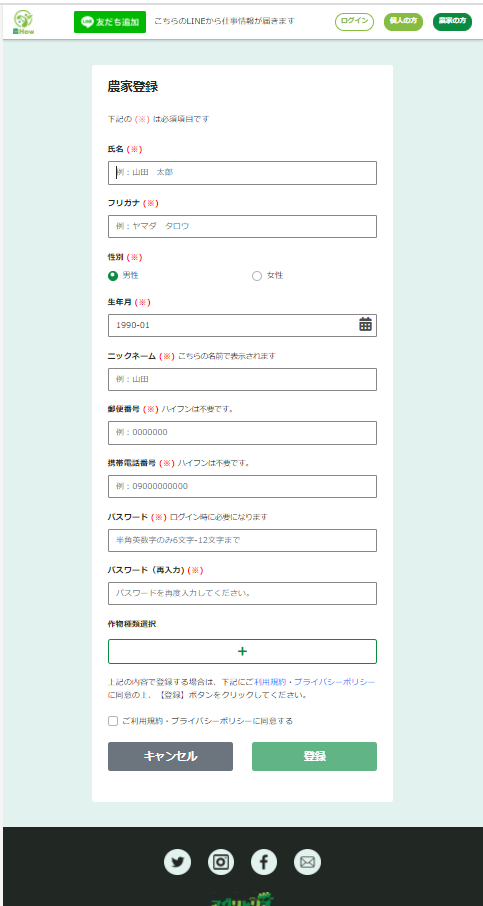 農How
LINE 友だち追加 こちらのLINEから仕事情報が届きます ログイン 個人の方 農家の方
農家登録
下記の (※) は必須項目です
氏名 (※)
例：山田　太郎
フリガナ (※)
例：ヤマダ　タロウ
性別 (※)
男性 女性
生年月 (※)
1990-01
ニックネーム (※) こちらの名前で表示されます
例：山田
郵便番号 (※) ハイフンは不要です。
例：0000000
携帯電話番号 (※) ハイフンは不要です。
例：09000000000
パスワード (※) ログイン時に必要になります
半角英数字のみ6文字-12文字まで
パスワード（再入力）(※)
パスワードを再度入力してください。
作物種類選択
+
上記の内容で登録する場合は、下記にご利用規約・プライバシーポリシー
に同意の上、【登録】ボタンをクリックしてください。
ご利用規約・プライバシーポリシーに同意する
キャンセル 登録